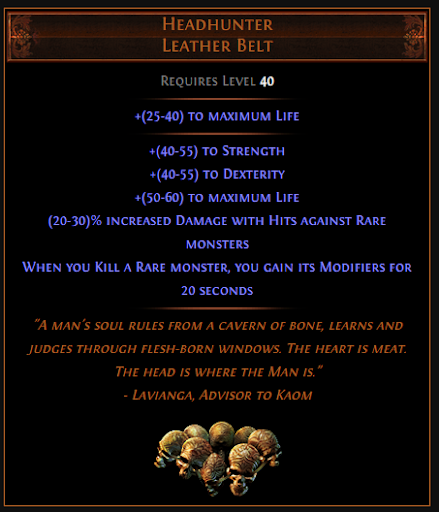 Headhunter
Leather Belt
Requires Level 40
+(25-40) to maximum Life
+(40-55) to Strength
+(40-55) to Dexterity
+(50-60) to maximum Life
(20-30)% increased Damage with Hits against Rare
monsters
When you Kill a Rare monster, you gain its Modifiers for
20 seconds
"A man's soul rules from a cavern of bone, learns and
judges through flesh-born windows. The heart is meat.
The head is where the Man is."
- Lavianga, Advisor to Kaom